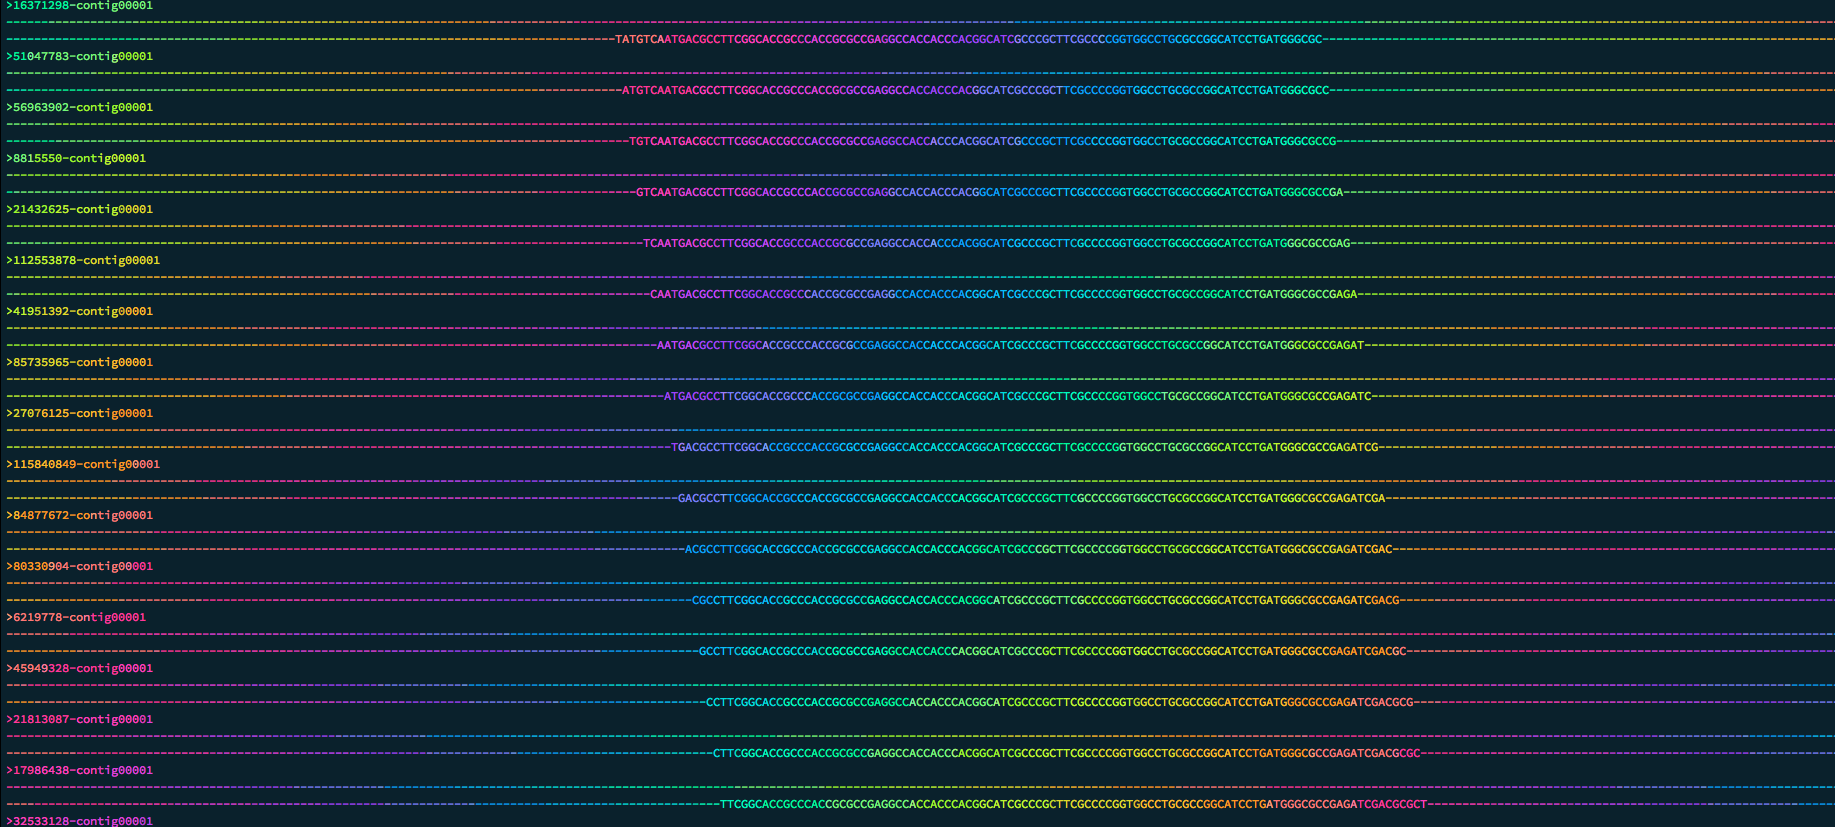 >16371298-contig00001
TATGTCAATGACGCCTTCGGCACCGCCCACCGCGCCGAGGCCACCACCCACGGCATCGCCCGCTTCGCCCCGGTGGCCTGCGCCGGCATCCTGATGGGCGC
>51047783-contig00001
ATGTCAATGACGCCTTCGGCACCGCCCACCGCGCCGAGGCCACCACCCACGGCATCGCCCGCTTCGCCCCGGTGGCCTGCGCCGGCATCCTGATGGGCGCC
>56963902-contig00001
TGTCAATGACGCCTTCGGCACCGCCCACCGCGCCGAGGCCACCACCCACGGCATCGCCCGCTTCGCCCCGGTGGCCTGCGCCGGCATCCTGATGGGCGCCG
>8815550-contig00001
GTCAATGACGCCTTCGGCACCGCCCACCGCGCCGAGGCCACCACCCACGGCATCGCCCGCTTCGCCCCGGTGGCCTGCGCCGGCATCCTGATGGGCGCCGA
>21432625-contig00001
TCAATGACGCCTTCGGCACCGCCCACCGCGCCGAGGCCACCACCCACGGCATCGCCCGCTTCGCCCCGGTGGCCTGCGCCGGCATCCTGATGGGCGCCGAG
>112553878-contig00001
CAATGACGCCTTCGGCACCGCCCACCGCGCCGAGGCCACCACCCACGGCATCGCCCGCTTCGCCCCGGTGGCCTGCGCCGGCATCCTGATGGGCGCCGAGA
>41951392-contig00001
AATGACGCCTTCGGCACCGCCCACCGCGCCGAGGCCACCACCCACGGCATCGCCCGCTTCGCCCCGGTGGCCTGCGCCGGCATCCTGATGGGCGCCGAGAT
>85735965-contig00001
ATGACGCCTTCGGCACCGCCCACCGCGCCGAGGCCACCACCCACGGCATCGCCCGCTTCGCCCCGGTGGCCTGCGCCGGCATCCTGATGGGCGCCGAGATC
>27076125-contig00001
TGACGCCTTCGGCACCGCCCACCGCGCCGAGGCCACCACCCACGGCATCGCCCGCTTCGCCCCGGTGGCCTGCGCCGGCATCCTGATGGGCGCCGAGATCG
>115840849-contig00001
GACGCCTTCGGCACCGCCCACCGCGCCGAGGCCACCACCCACGGCATCGCCCGCTTCGCCCCGGTGGCCTGCGCCGGCATCCTGATGGGCGCCGAGATCGA
>84877672-contig00001
ACGCCTTCGGCACCGCCCACCGCGCCGAGGCCACCACCCACGGCATCGCCCGCTTCGCCCCGGTGGCCTGCGCCGGCATCCTGATGGGCGCCGAGATCGAC
>80330904-contig00001
CGCCTTCGGCACCGCCCACCGCGCCGAGGCCACCACCCACGGCATCGCCCGCTTCGCCCCGGTGGCCTGCGCCGGCATCCTGATGGGCGCCGAGATCGACG
>6219778-contig00001
GCCTTCGGCACCGCCCACCGCGCCGAGGCCACCACCCACGGCATCGCCCGCTTCGCCCCGGTGGCCTGCGCCGGCATCCTGATGGGCGCCGAGATCGACGC
>45949328-contig00001
CCTTCGGCACCGCCCACCGCGCCGAGGCCACCACCCACGGCATCGCCCGCTTCGCCCCGGTGGCCTGCGCCGGCATCCTGATGGGCGCCGAGATCGACGCG
>21813087-contig00001
CTTCGGCACCGCCCACCGCGCCGAGGCCACCACCCACGGCATCGCCCGCTTCGCCCCGGTGGCCTGCGCCGGCATCCTGATGGGCGCCGAGATCGACGCGC
>17986438-contig00001
TTCGGCACCGCCCACCGCGCCGAGGCCACCACCCACGGCATCGCCCGCTTCGCCCCGGTGGCCTGCGCCGGCATCCTGATGGGCGCCGAGATCGACGCGCT
>32533128-contig00001